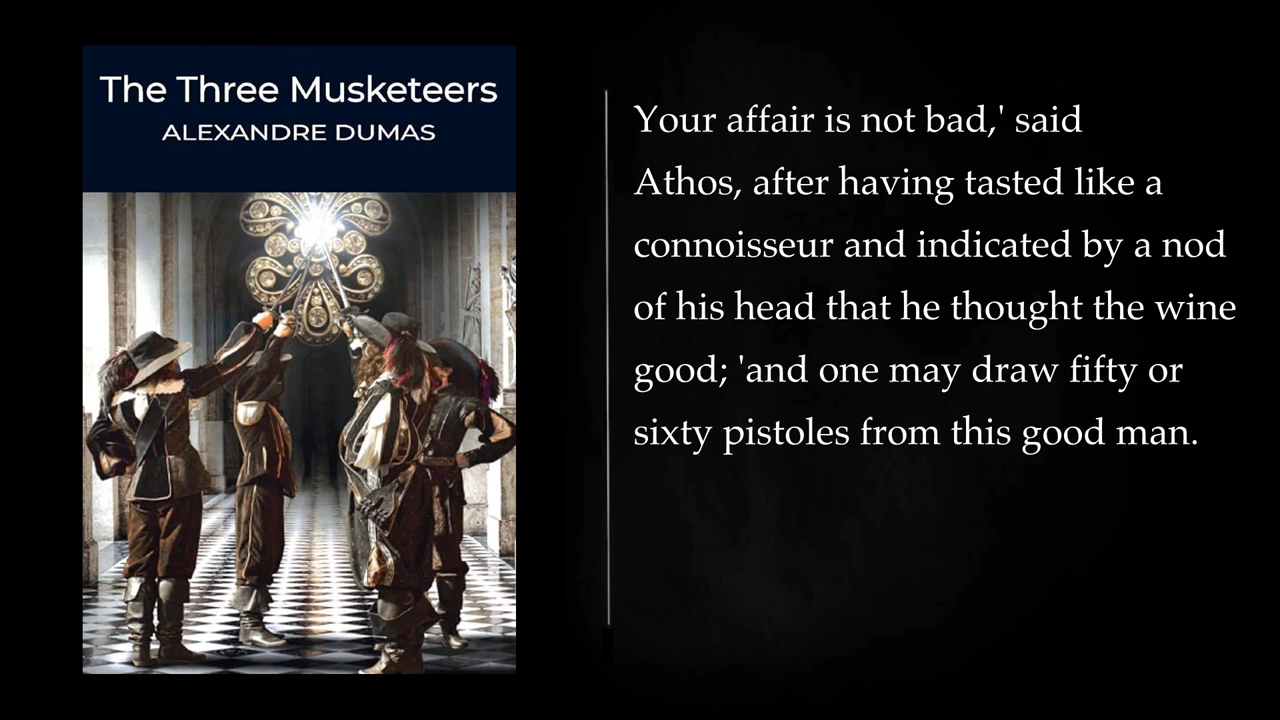 The Three Musketeers
ALEXANDRE DUMAS
Your affair is not bad,' said
Athos, after having tasted like a
connoisseur and indicated by a nod
of his head that he thought the wine
good; 'and one may draw fifty or
sixty pistoles from this good man.